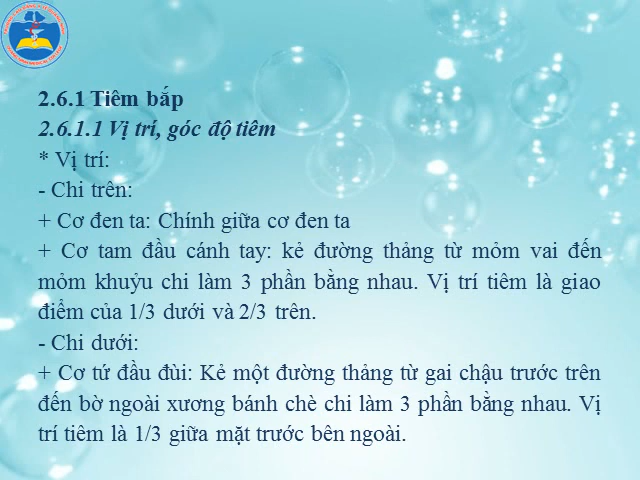 2.6.1 Tiêm bắp
2.6.1.1 Vị trí, góc độ tiêm
* Vị trí:
- Chi trên:
+ Cơ đen ta: Chính giữa cơ đen ta
+ Cơ tam đầu cánh tay: kẻ đường thẳng từ mỏm vai đến
mỏm khuỷu chi làm 3 phần bằng nhau. Vị trí tiêm là giao
điểm của 1/3 dưới và 2/3 trên.
- Chi dưới:
+ Cơ tứ đầu đùi: Kẻ một đường thẳng từ gai chậu trước trên
đến bờ ngoài xương bánh chè chi làm 3 phần bằng nhau. Vị
trí tiêm là 1/3 giữa mặt trước bên ngoài.